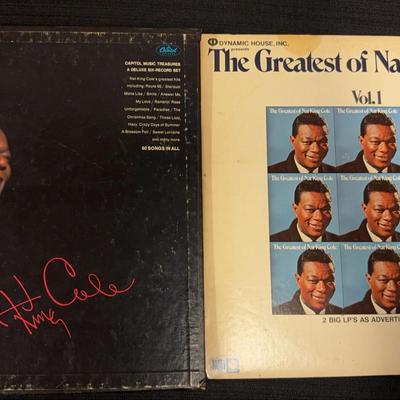 Capitol
CAPITOL MUSIC TREASURES
A DELUXE SIX-RECORD SET
Nat King Cole's greatest hits
including: Route 66 / Stardust
Mona Lisa / Smile / Answer Me,
My Love / Ramblin' Rose
Unforgettable / Paradise / The
Christmas Song / Those Lazy,
Hazy, Crazy Days of Summer
A Blossom Fell / Sweet Lorraine
and many more.
60 SONGS IN ALL
King Cole
DYNAMIC HOUSE, INC.
presents
The Greatest of Na
Vol. 1
The Greatest of Nat King Cole
The Greatest of Nat King Cole
The Greatest of Nat King Cole
The Greatest of Nat King Cole
The Greatest of Nat King Cole
The Greatest of Nat King Cole
2 BIG LP'S AS ADVERTI